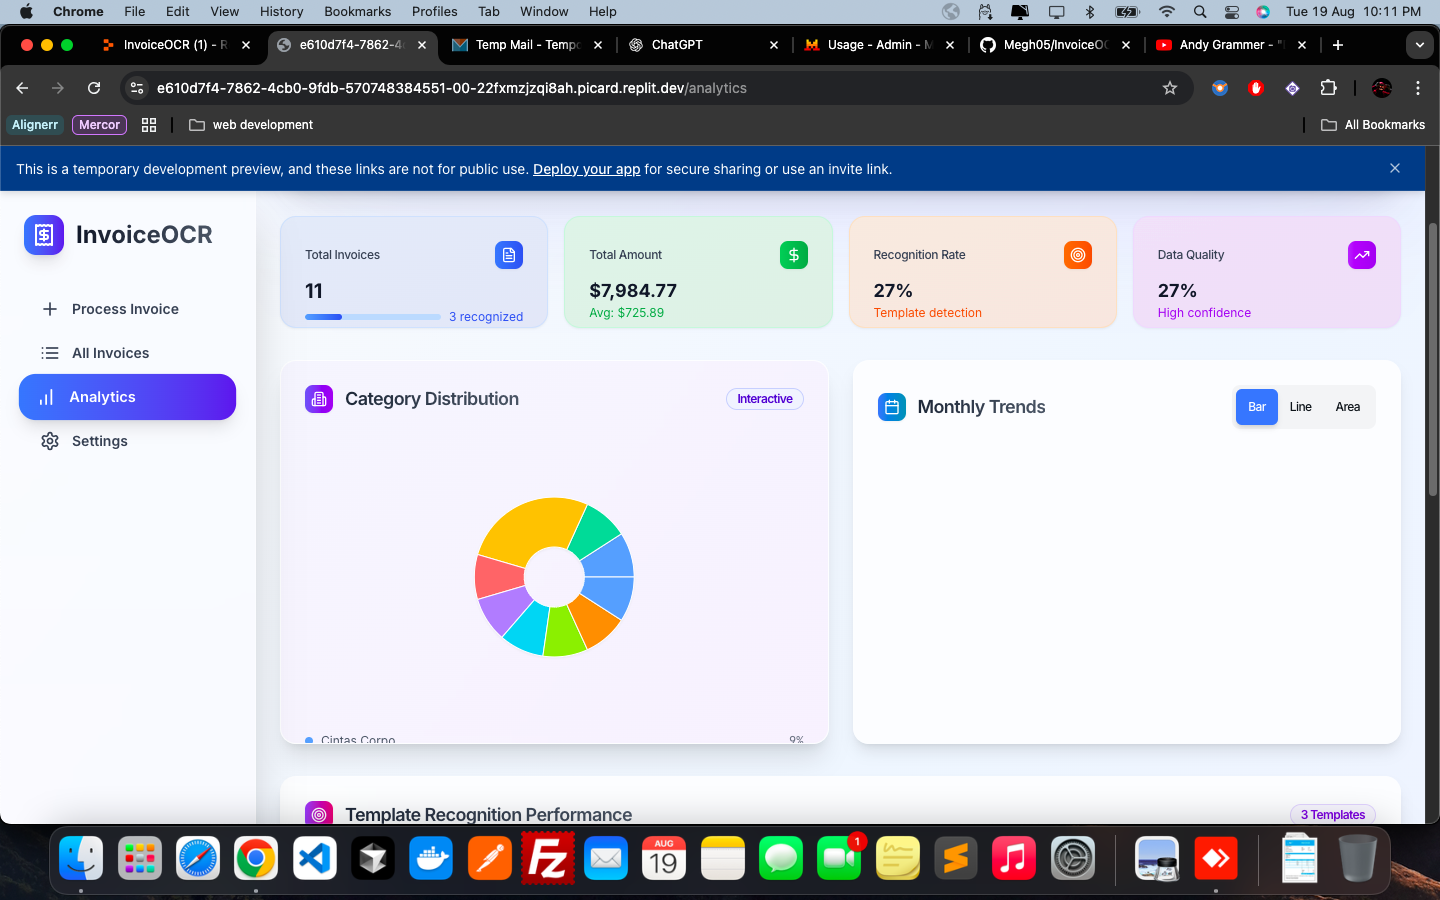 Chrome File Edit View History Bookmarks Profiles Tab Window Help Tue 19 Aug 10:11 PM
InvoiceOCR (1) - R
e610d7f4-7862-4
Temp Mail - Tempo
ChatGPT
Usage - Admin - M
Megh05/InvoiceOC
Andy Grammer - "
e610d7f4-7862-4cb0-9fdb-570748384551-00-22fxmzjzqi8ah.picard.replit.dev/analytics
Alignerr Mercor web development All Bookmarks
This is a temporary development preview, and these links are not for public use. Deploy your app for secure sharing or use an invite link.
InvoiceOCR
Process Invoice
All Invoices
Analytics
Settings
Total Invoices
11
3 recognized
Total Amount
$7,984.77
Avg: $725.89
Recognition Rate
27%
Template detection
Data Quality
27%
High confidence
Category Distribution
Interactive
Cintas Corpo 9%
Monthly Trends
Bar Line Area
Template Recognition Performance
3 Templates
AUG
19
1
Fz